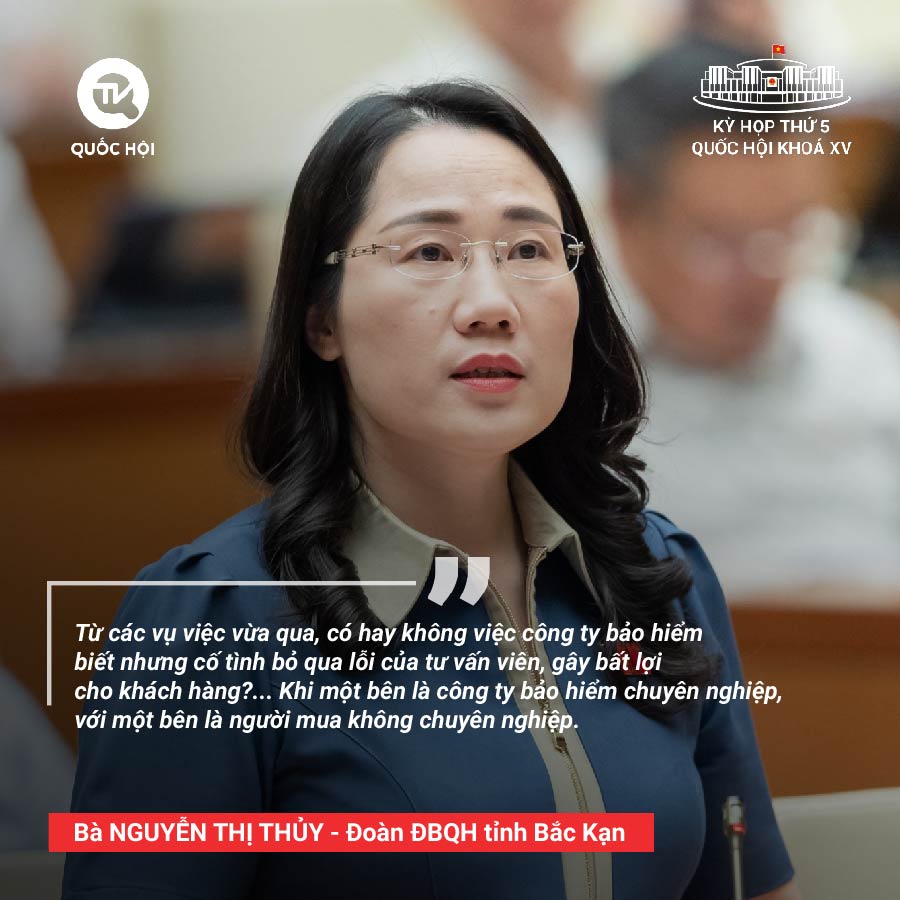 TV
QUỐC HỘI
KỲ HỌP THỨ 5
QUỐC HỘI KHOÁ XV
Từ các vụ việc vừa qua, có hay không việc công ty bảo hiểm
biết nhưng cố tình bỏ qua lỗi của tư vấn viên, gây bất lợi
cho khách hàng?... Khi một bên là công ty bảo hiểm chuyên nghiệp,
với một bên là người mua không chuyên nghiệp.
Bà NGUYỄN THỊ THỦY - Đoàn ĐBQH tỉnh Bắc Kạn